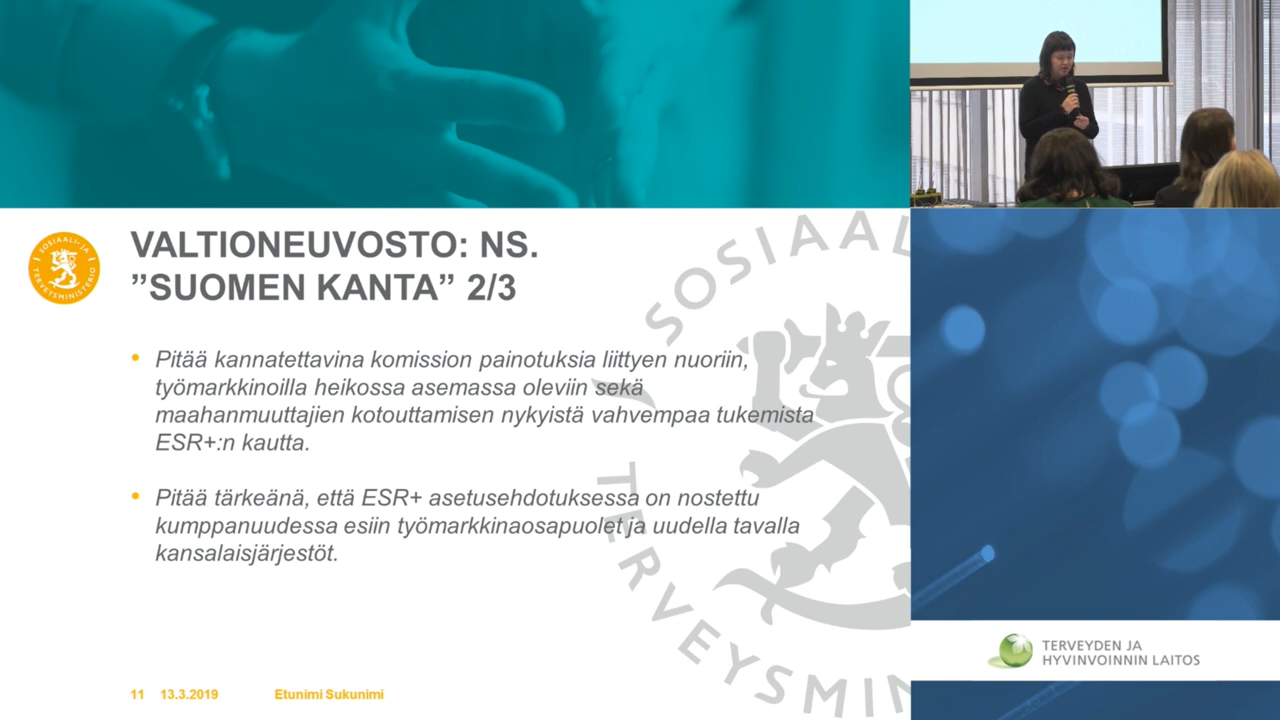 VALTIONEUVOSTO: NS.
”SUOMEN KANTA” 2/3
SOSIAALI- JA
TERVEYSMINISTERIÖ
• Pitää kannatettavina komission painotuksia liittyen nuoriin,
työmarkkinoilla heikossa asemassa oleviin sekä
maahanmuuttajien kotouttamisen nykyistä vahvempaa tukemista
ESR+:n kautta.
• Pitää tärkeänä, että ESR+ asetusehdotuksessa on nostettu
kumppanuudessa esiin työmarkkinaosapuolet ja uudella tavalla
kansalaisjärjestöt.
SOSIAAL
TERVEYSMIN
11 13.3.2019 Etunimi Sukunimi
TERVEYDEN JA
HYVINVOINNIN LAITOS